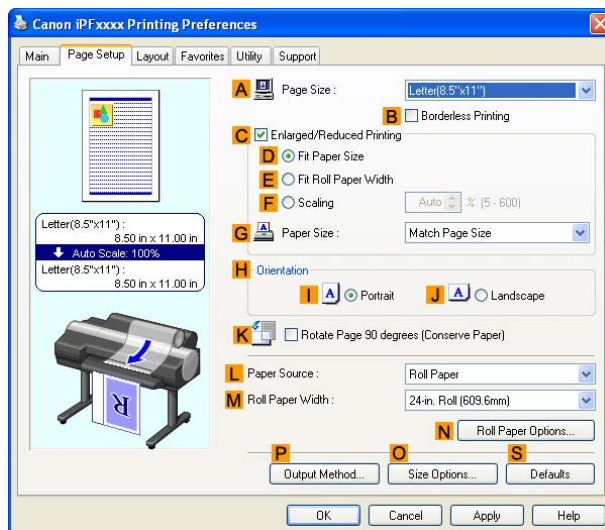 Canon iPFxxxx Printing Preferences
Main Page Setup Layout Favorites Utility Support
A Page Size : Letter(8.5"x11")
B Borderless Printing
C Enlarged/Reduced Printing
D Fit Paper Size
E Fit Roll Paper Width
F Scaling Auto % (5 - 600)
G Paper Size : Match Page Size
Letter(8.5"x11") :
8.50 in x 11.00 in
Auto Scale: 100%
Letter(8.5"x11") :
8.50 in x 11.00 in
H Orientation
I A Portrait J A Landscape
K Rotate Page 90 degrees (Conserve Paper)
R
L Paper Source : Roll Paper
M Roll Paper Width : 24-in. Roll (609.6mm)
N Roll Paper Options...
P O S
Output Method... Size Options... Defaults
OK Cancel Apply Help